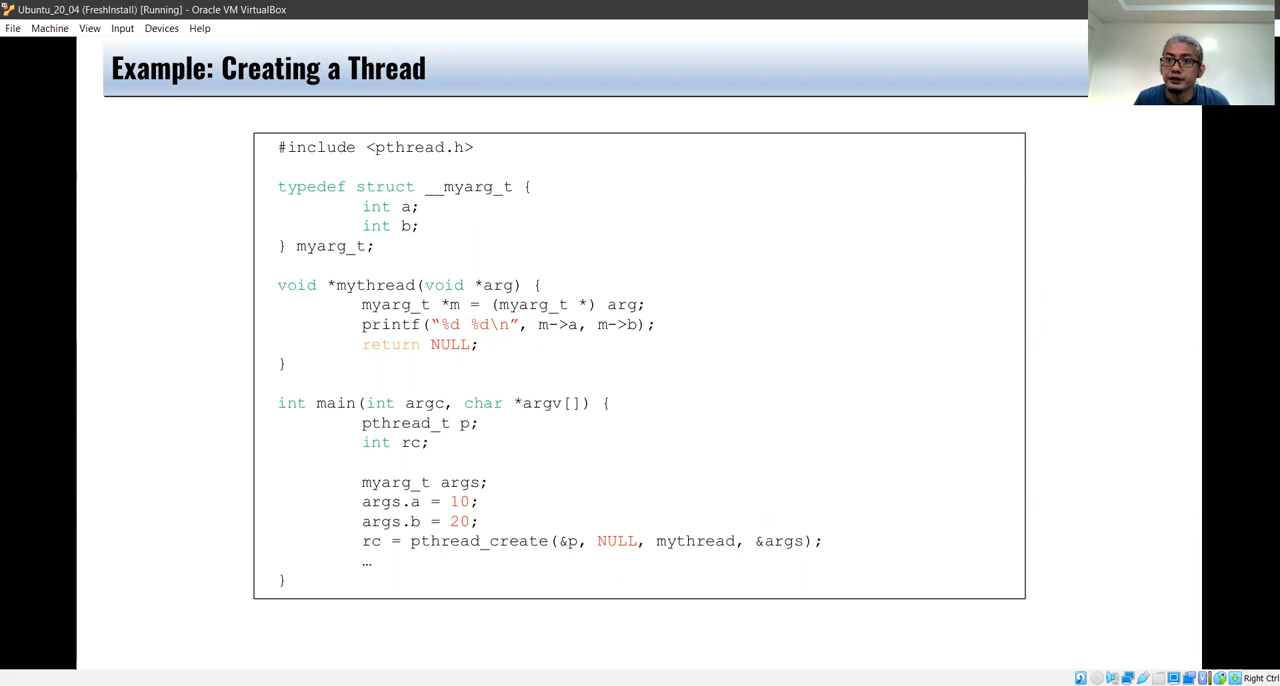 Ubuntu_20_04 (FreshInstall) [Running] - Oracle VM VirtualBox
File Machine View Input Devices Help
Example: Creating a Thread
#include <pthread.h>
typedef struct __myarg_t {
int a;
int b;
} myarg_t;
void *mythread(void *arg) {
myarg_t *m = (myarg_t *) arg;
printf(“%d %d\n”, m->a, m->b);
return NULL;
}
int main(int argc, char *argv[]) {
pthread_t p;
int rc;
myarg_t args;
args.a = 10;
args.b = 20;
rc = pthread_create(&p, NULL, mythread, &args);
…
}
Right Ctrl